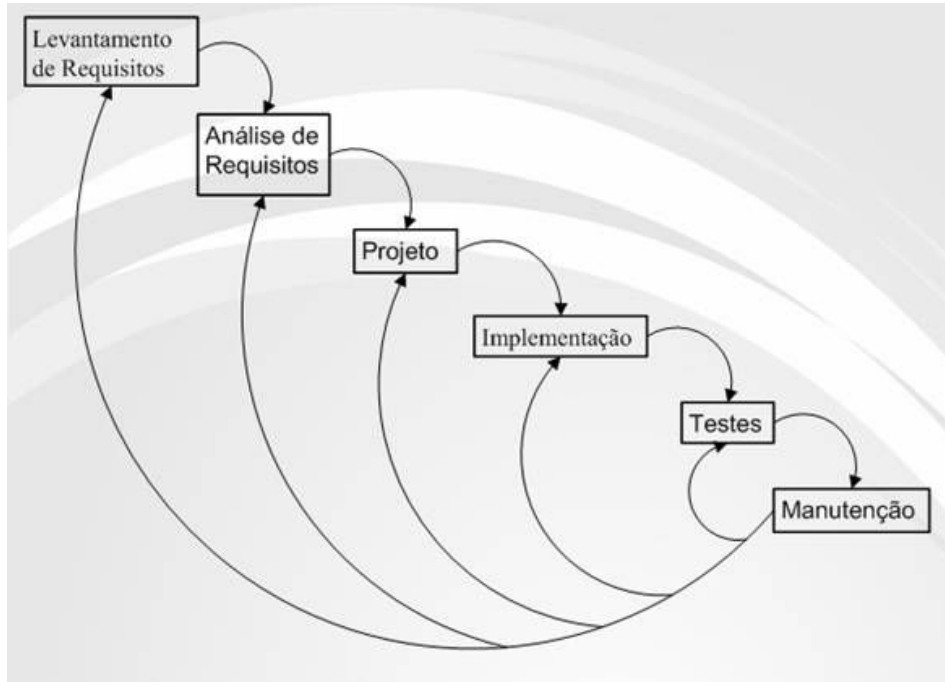 Levantamento
de Requisitos
Análise de
Requisitos
Projeto
Implementação
Testes
Manutenção